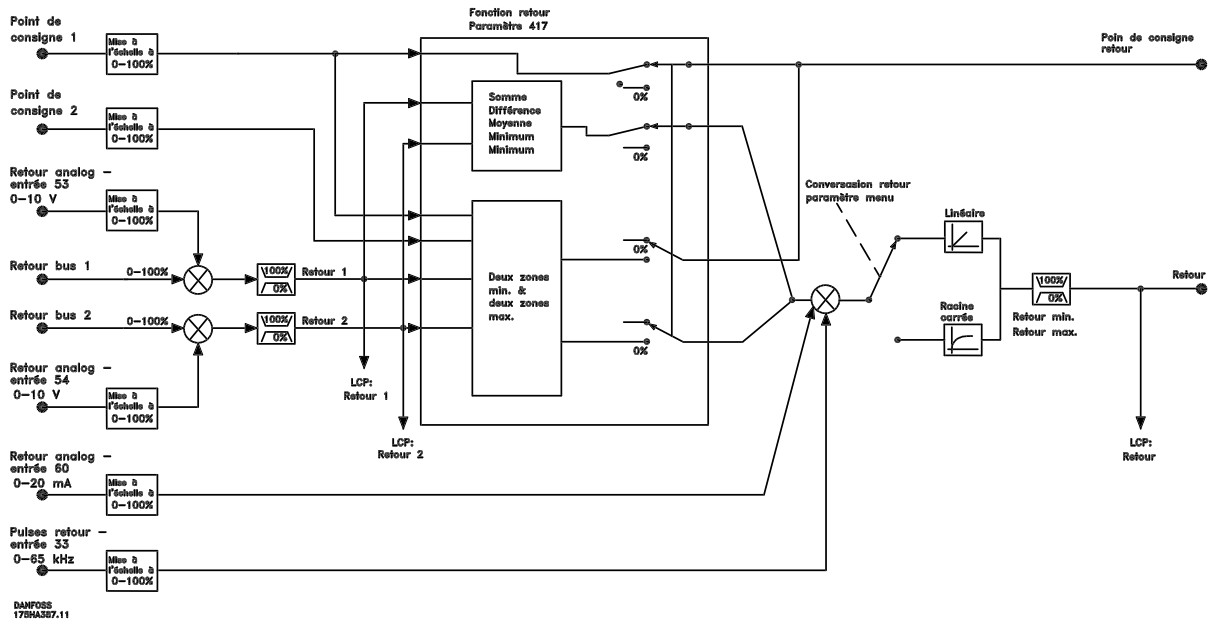 Fonction retour
Paramètre 417
Point de
consigne 1
Mise à
l'échelle à
0-100%
Poin de consigne
retour
0%
Somme
Différence
Moyenne
Minimum
Minimum
Point de
consigne 2
Mise à
l'échelle à
0-100%
0%
Retour analog -
entrée 53
0-10 V
Mise à
l'échelle à
0-100%
Conversasion retour
paramètre menu
Linéaire
0%
Retour bus 1
0-100%
100%
0%
Retour 1
Deux zones
min. &
deux zones
max.
Retour
100%
0%
Retour min.
Retour max.
Racine
carrée
Retour bus 2
0-100%
100%
0%
Retour 2
0%
Retour analog -
entrée 54
0-10 V
Mise à
l'échelle à
0-100%
LCP:
Retour 1
LCP:
Retour 2
LCP:
Retour
Retour analog -
entrée 60
0-20 mA
Mise à
l'échelle à
0-100%
Pulses retour -
entrée 33
0-65 kHz
Mise à
l'échelle à
0-100%
DANFOSS
175HA387.11